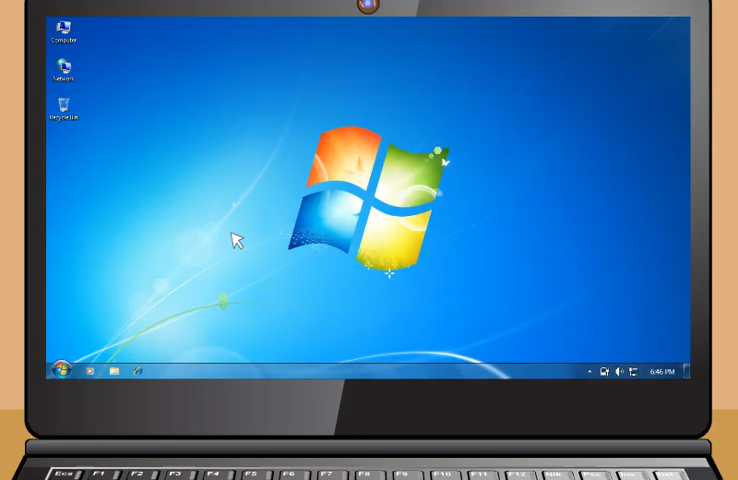 Computer
Network
Recycle Bin
6:46 PM
Esc F1 F2 F3 F4 F5 F6 F7 F8 F9 F10 F11 F12